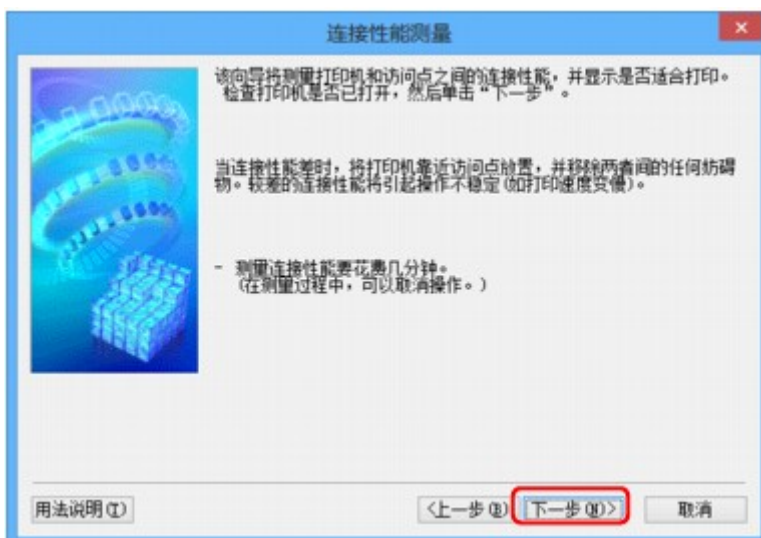 连接性能测量
该向导将测量打印机和访问点之间的连接性能，并显示是否适合打印。
检查打印机是否已打开，然后单击“下一步”。
当连接性能差时，将打印机靠近访问点放置，并移除两者间的任何妨碍
物。较差的连接性能将引起操作不稳定(如打印速度变慢)。
- 测量连接性能要花费几分钟。
(在测量过程中，可以取消操作。)
用法说明(I)
<上一步(B)
下一步(N)>
取消